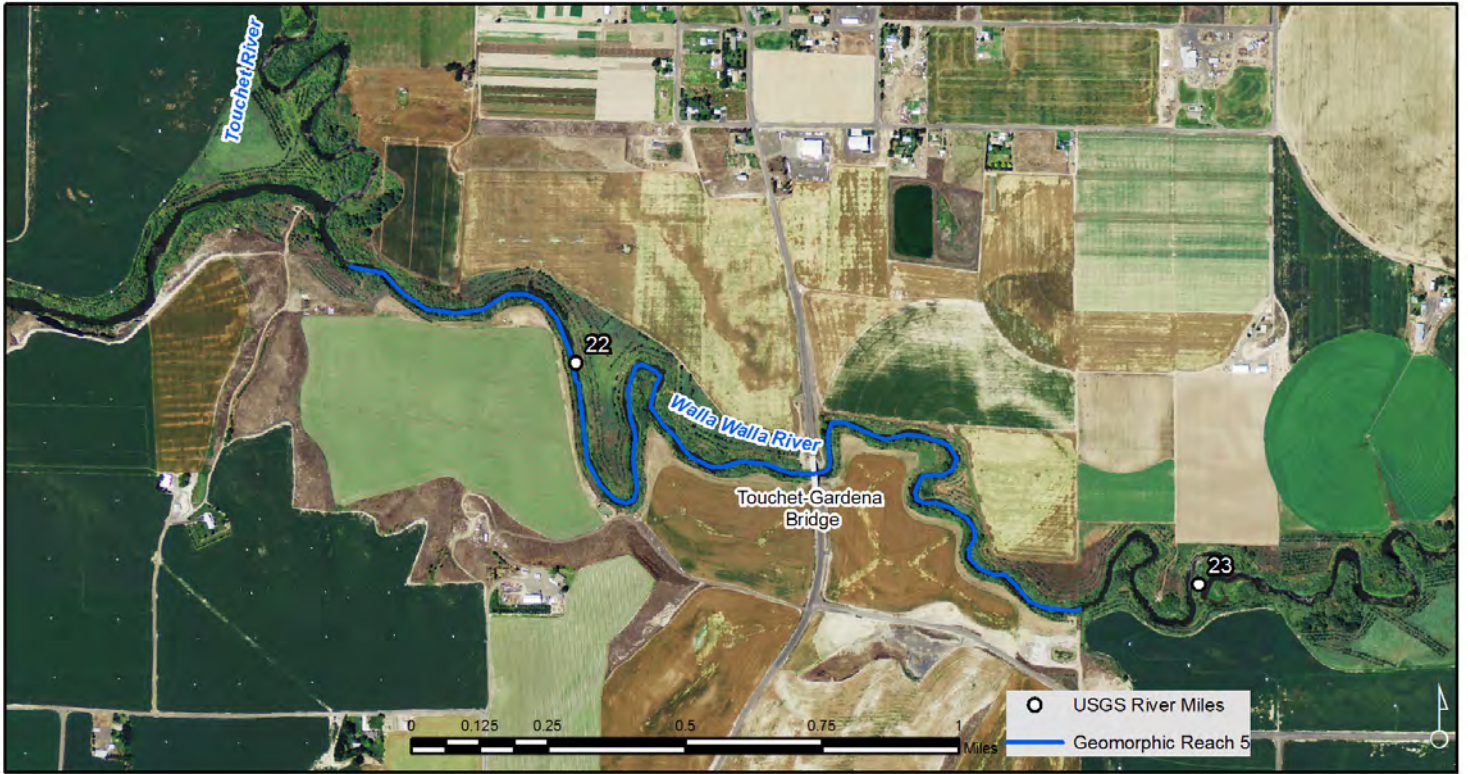 Touchet River
22
Walla Walla River
Touchet-Gardena
Bridge
23
0 0.125 0.25 0.5 0.75 1
Miles
USGS River Miles
Geomorphic Reach 5